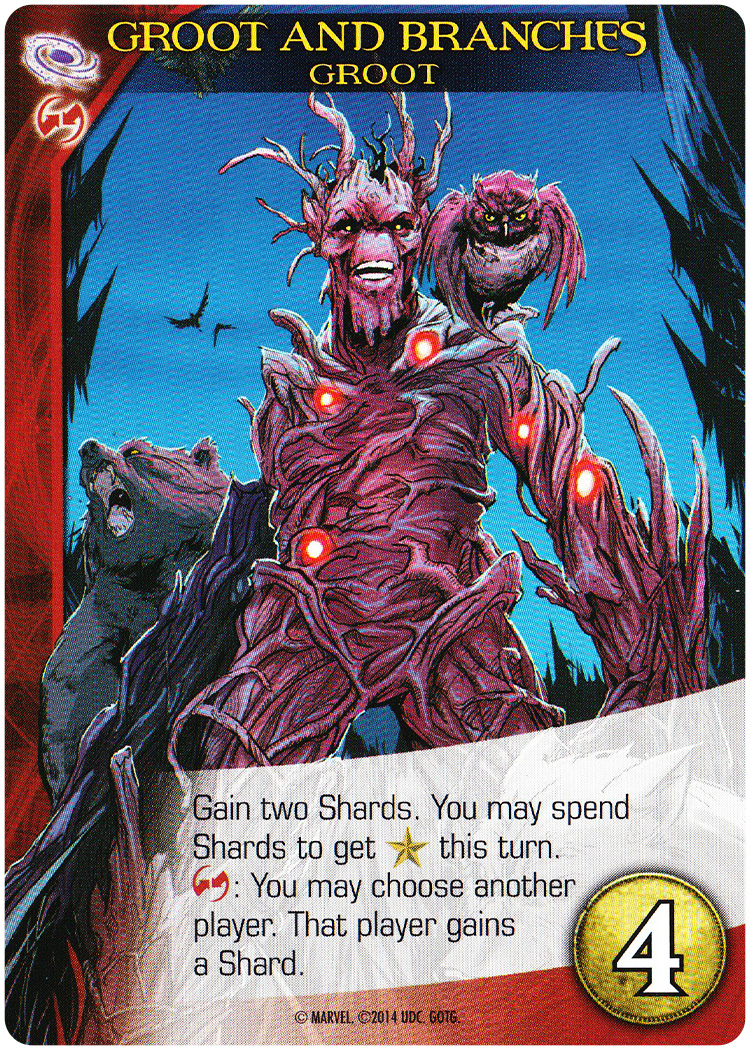 GROOT AND BRANCHES
GROOT
Gain two Shards. You may spend
Shards to get this turn.
: You may choose another
player. That player gains
a Shard.
4
© MARVEL. ©2014 UDC. GOTG.